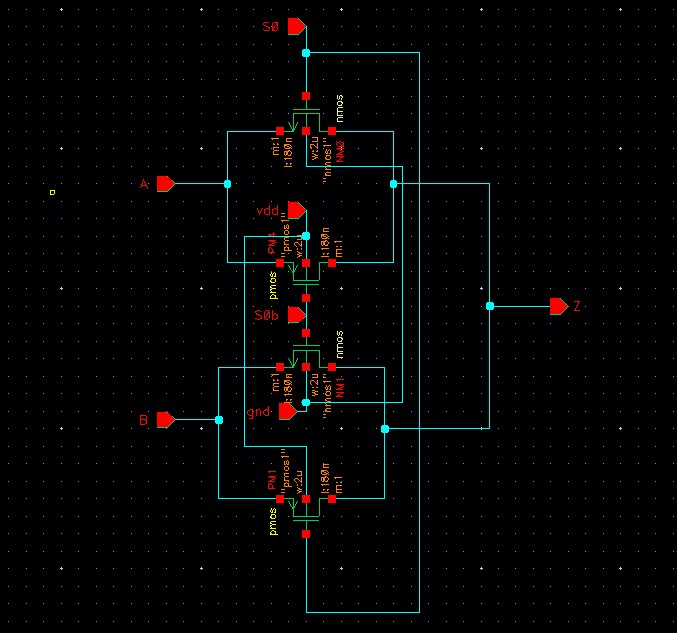 S0
nmos
m:1
l:180n
w:2u
"nmos1"
NM0
A
vdd
PM4
"pmos1"
w:2u
l:180n
m:1
pmos
S0b
Z
nmos
m:1
l:180n
w:2u
"nmos1"
NM1
gnd
B
PM1
"pmos1"
w:2u
l:180n
m:1
pmos